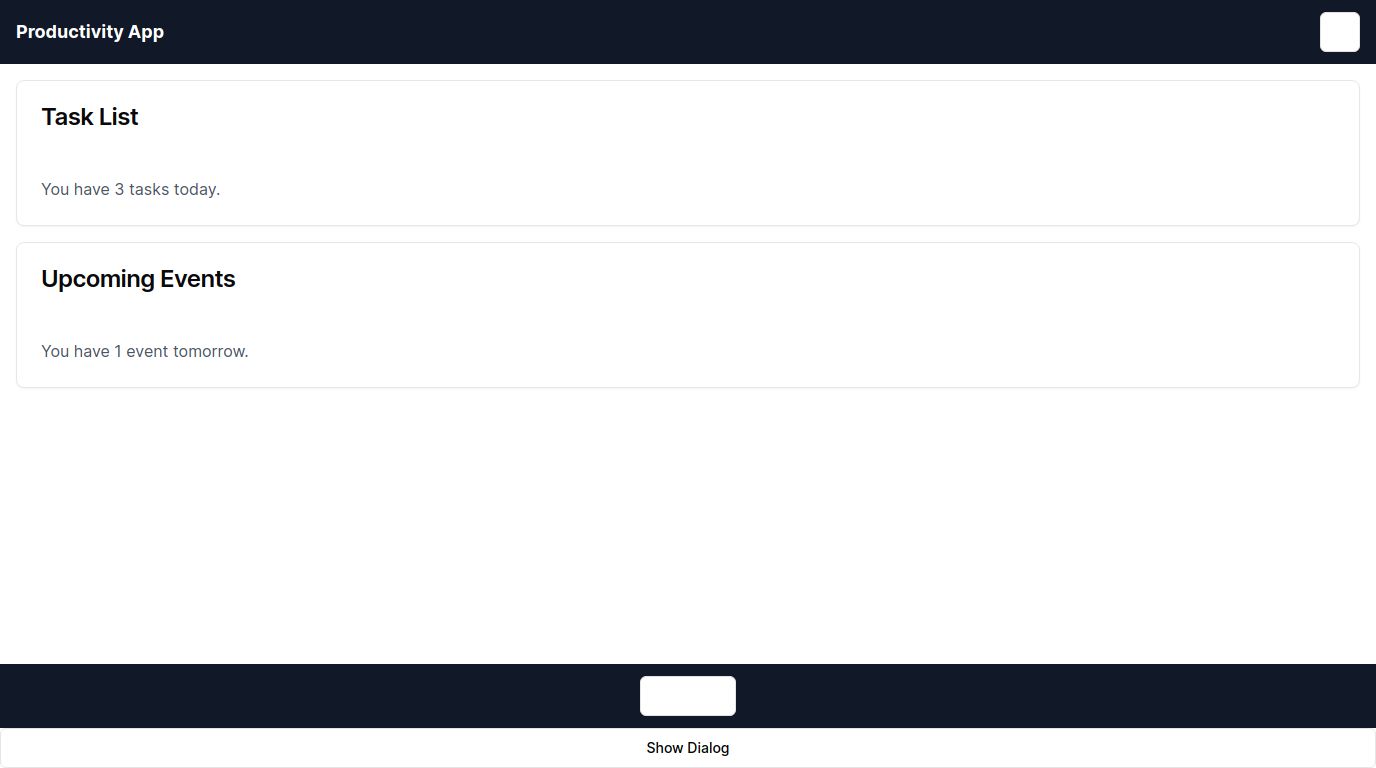 Productivity App
Task List
You have 3 tasks today.
Upcoming Events
You have 1 event tomorrow.
Show Dialog